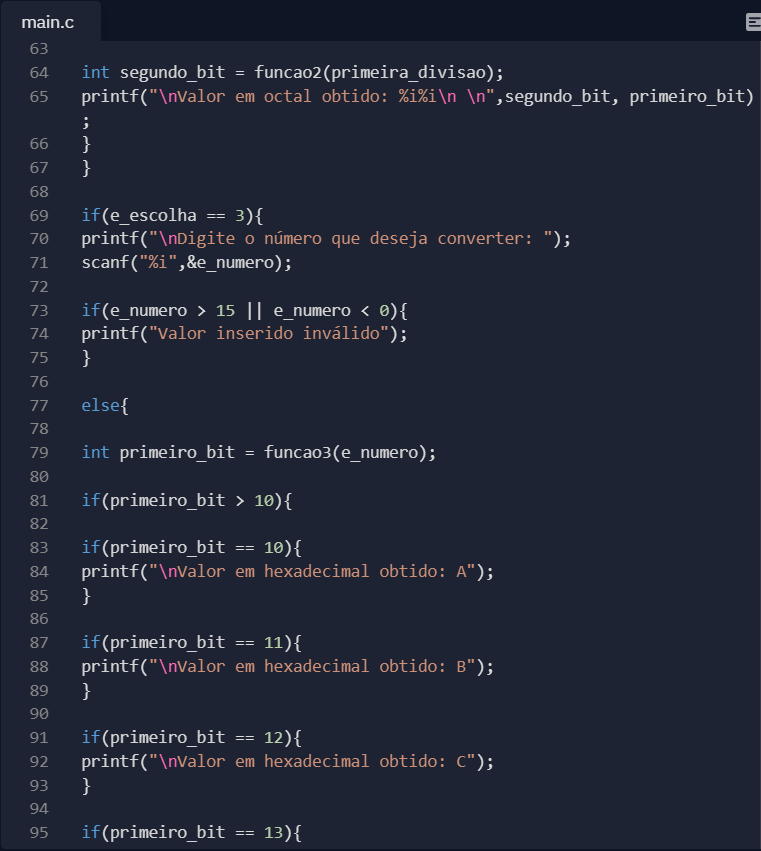 main.c
63
64 int segundo_bit = funcao2(primeira_divisao);
65 printf("\nValor em octal obtido: %i%i\n \n",segundo_bit, primeiro_bit)
;
66 }
67 }
68
69 if(e_escolha == 3){
70 printf("\nDigite o número que deseja converter: ");
71 scanf("%i",&e_numero);
72
73 if(e_numero > 15 || e_numero < 0){
74 printf("Valor inserido inválido");
75 }
76
77 else{
78
79 int primeiro_bit = funcao3(e_numero);
80
81 if(primeiro_bit > 10){
82
83 if(primeiro_bit == 10){
84 printf("\nValor em hexadecimal obtido: A");
85 }
86
87 if(primeiro_bit == 11){
88 printf("\nValor em hexadecimal obtido: B");
89 }
90
91 if(primeiro_bit == 12){
92 printf("\nValor em hexadecimal obtido: C");
93 }
94
95 if(primeiro_bit == 13){